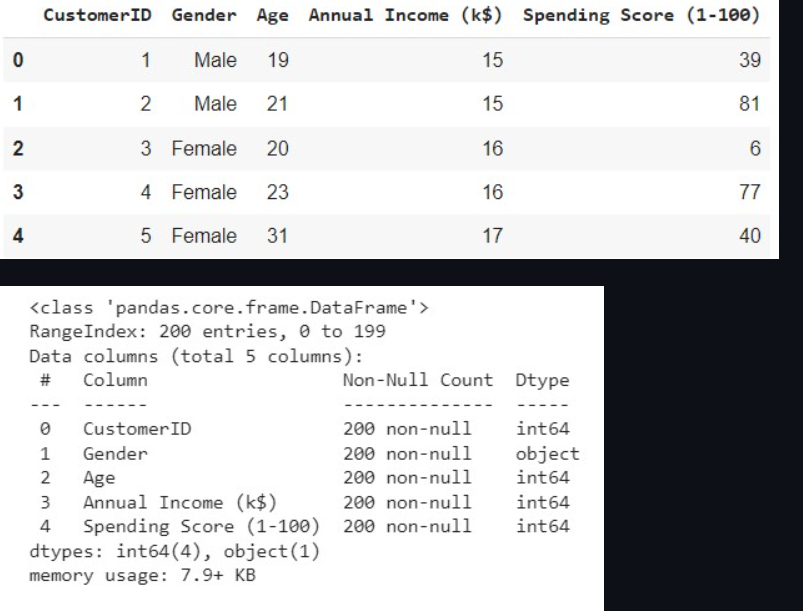 CustomerID Gender Age Annual Income (k$) Spending Score (1-100)
0 1 Male 19 15 39
1 2 Male 21 15 81
2 3 Female 20 16 6
3 4 Female 23 16 77
4 5 Female 31 17 40
<class 'pandas.core.frame.DataFrame'>
RangeIndex: 200 entries, 0 to 199
Data columns (total 5 columns):
# Column Non-Null Count Dtype
--- ------ -------------- -----
0 CustomerID 200 non-null int64
1 Gender 200 non-null object
2 Age 200 non-null int64
3 Annual Income (k$) 200 non-null int64
4 Spending Score (1-100) 200 non-null int64
dtypes: int64(4), object(1)
memory usage: 7.9+ KB